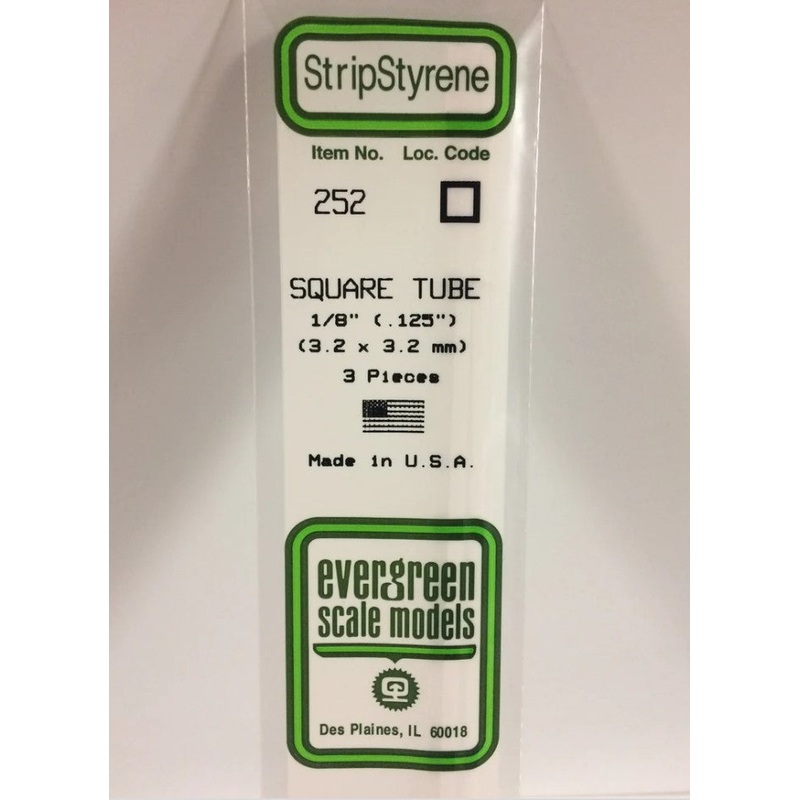 StripStyrene
Item No. Loc. Code
252
SQUARE TUBE
1/8" (.125")
(3.2 x 3.2 mm)
3 Pieces
Made in U.S.A.
evergreen
scale models
Des Plaines, IL 60018